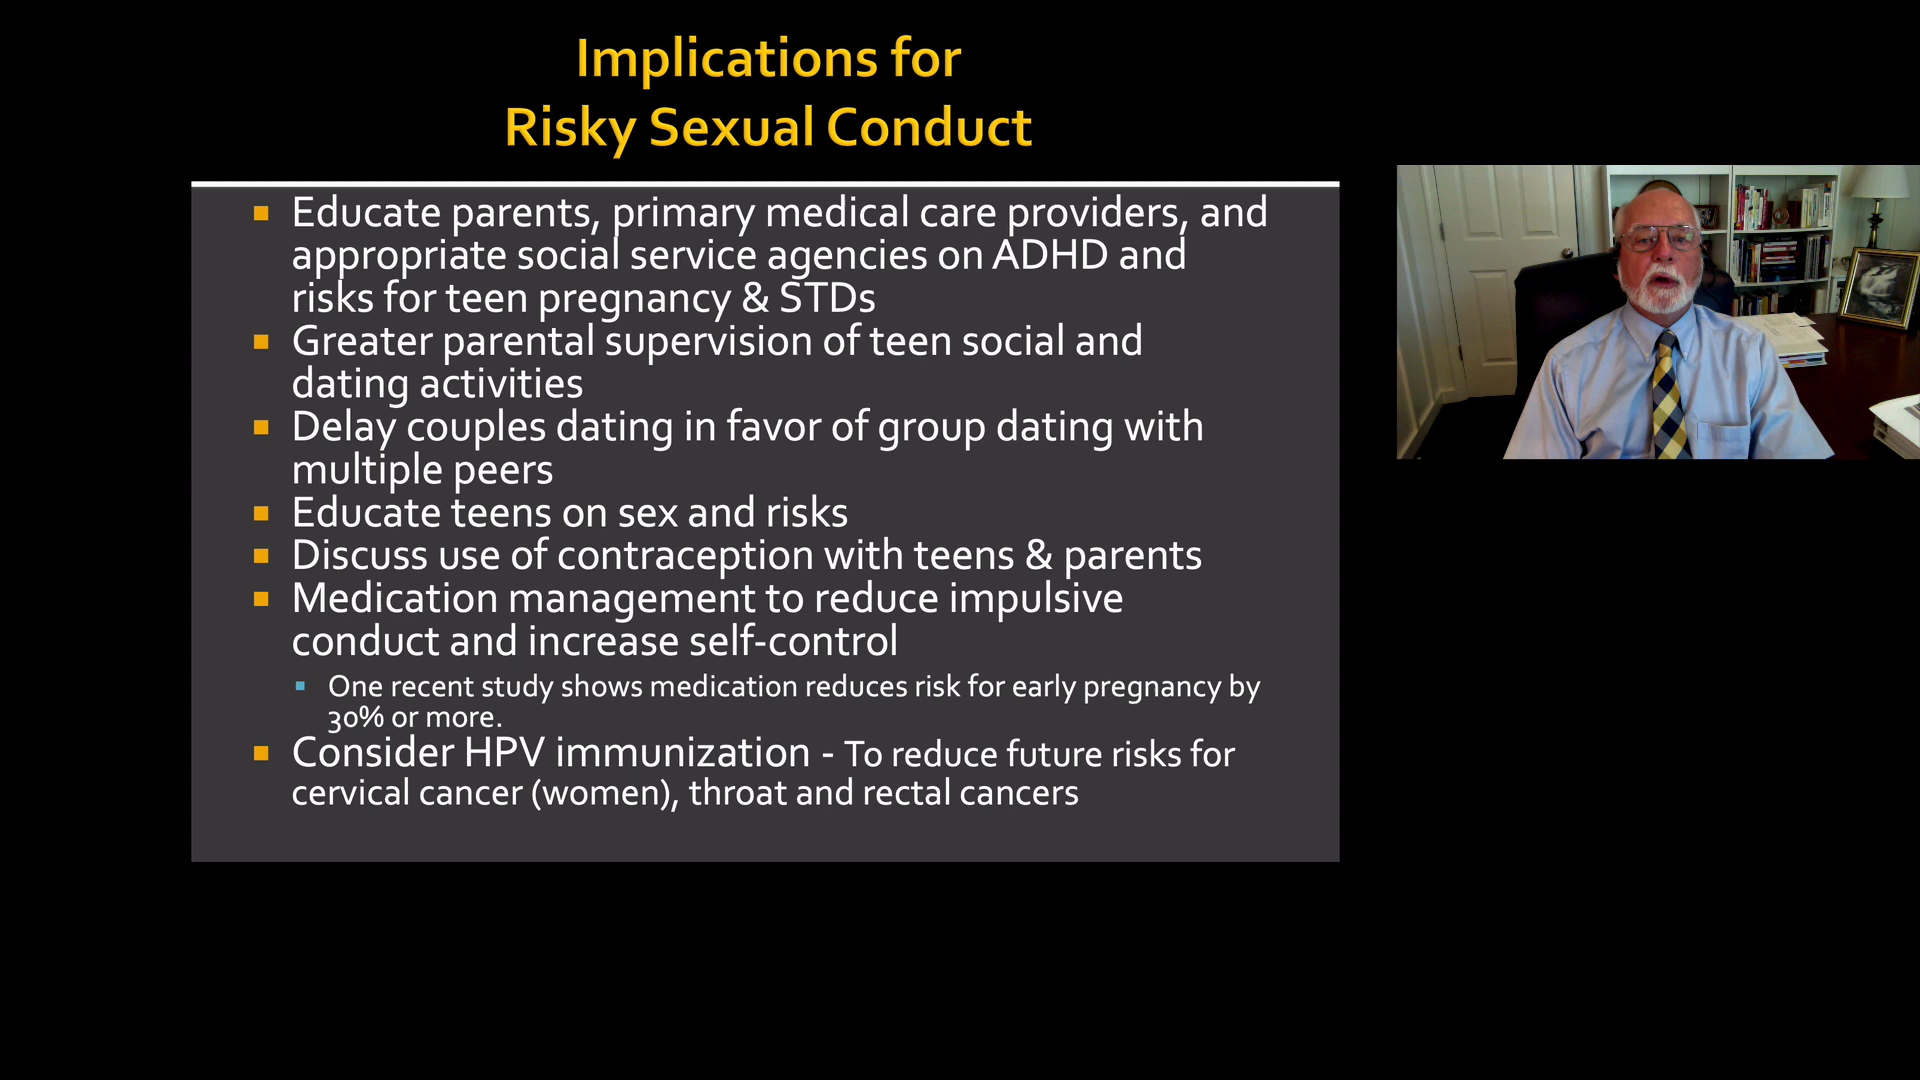 Implications for
Risky Sexual Conduct
Educate parents, primary medical care providers, and
appropriate social service agencies on ADHD and
risks for teen pregnancy & STDs
Greater parental supervision of teen social and
dating activities
Delay couples dating in favor of group dating with
multiple peers
Educate teens on sex and risks
Discuss use of contraception with teens & parents
Medication management to reduce impulsive
conduct and increase self-control
One recent study shows medication reduces risk for early pregnancy by
30% or more.
Consider HPV immunization - To reduce future risks for
cervical cancer (women), throat and rectal cancers